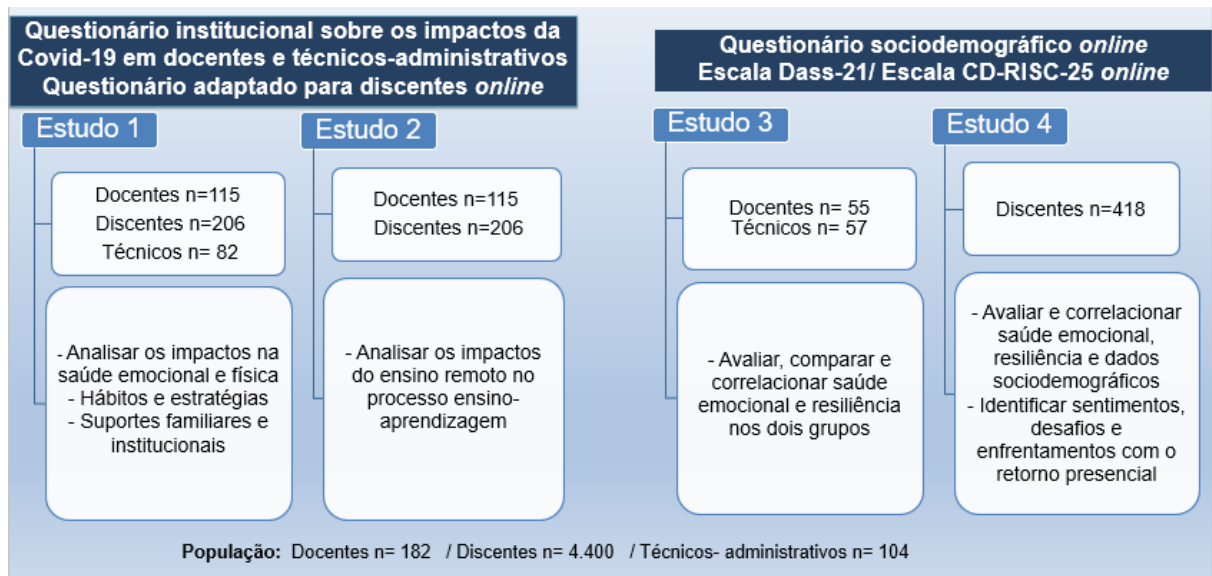 Questionário institucional sobre os impactos da
Covid-19 em docentes e técnicos-administrativos
Questionário adaptado para discentes online
Estudo 1
Docentes n=115
Discentes=206
Técnicos n= 82
- Analisar os impactos na
saúde emocional e física
- Hábitos e estratégias
- Suportes familiares e
institucionais
Estudo 2
Docentes n=115
Discentes n=206
- Analisar os impactos
do ensino remoto no
processo ensino-
aprendizagem
Questionário sociodemográfico online
Escala Dass-21/ Escala CD-RISC-25 online
Estudo 3
Docentes n= 55
Técnicos n= 57
- Avaliar, comparar e
correlacionar saúde
emocional e resiliência
nos dois grupos
Estudo 4
Discentes n=418
- Avaliar e correlacionar
saúde emocional,
resiliência e dados
sociodemográficos
- Identificar sentimentos,
desafios e
enfrentamentos com o
retorno presencial
População: Docentes n= 182 / Discentes n= 4.400 / Técnicos- administrativos n= 104